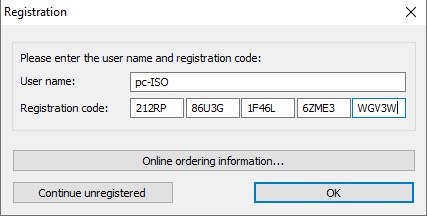 Registration
Please enter the user name and registration code:
User name: pc-ISO
Registration code: 212RP 86U3G 1F46L 6ZME3 WGV3W
Online ordering information...
Continue unregistered OK